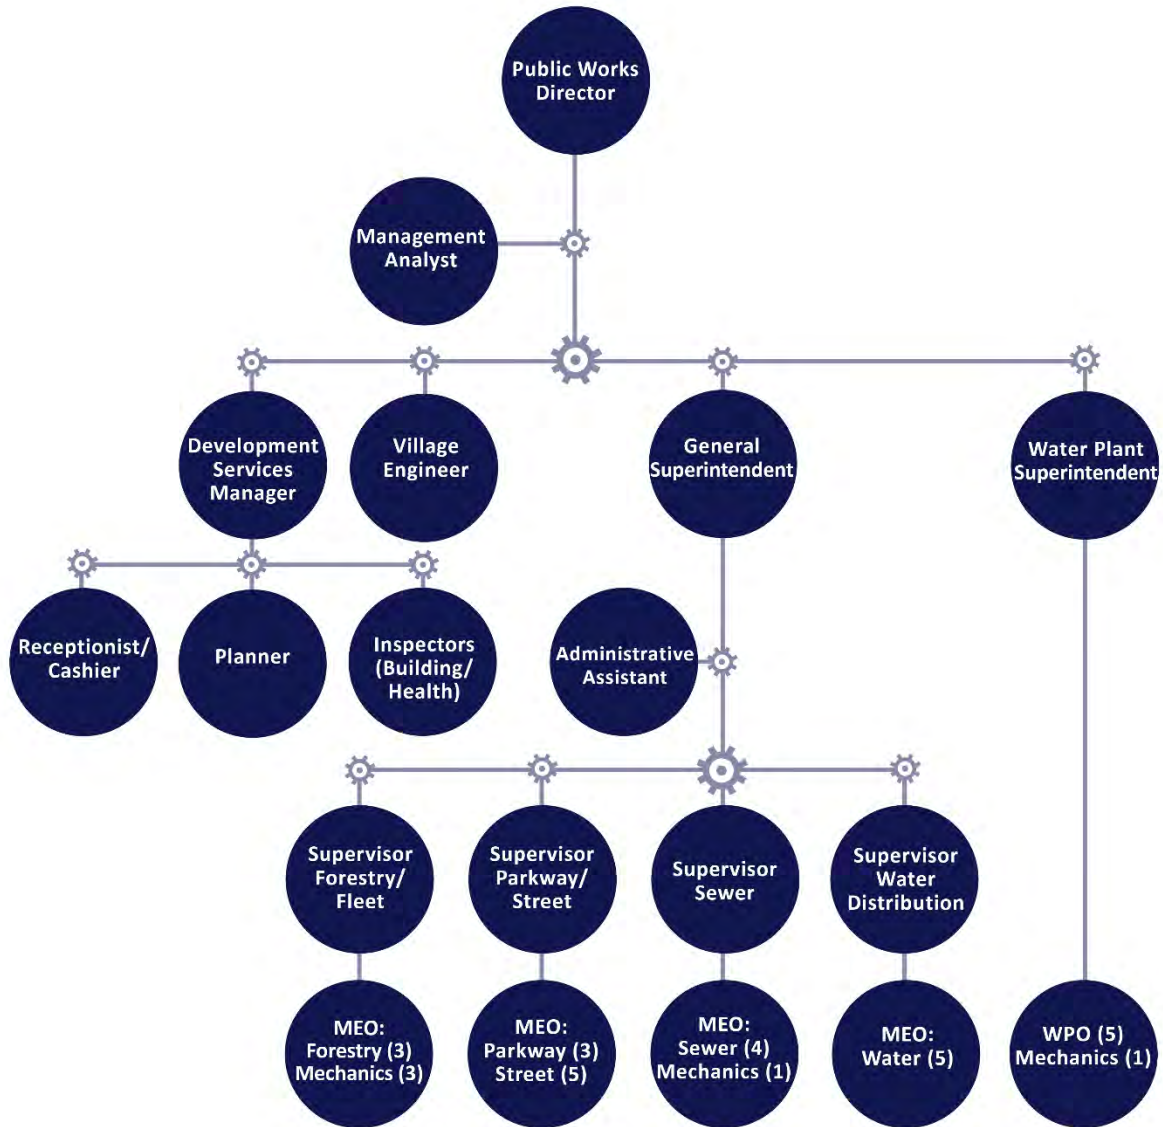 Public Works
Director
Management
Analyst
Development
Services
Manager
Village
Engineer
General
Superintendent
Water Plant
Superintendent
Receptionist/
Cashier
Planner
Inspectors
(Building/
Health)
Administrative
Assistant
Supervisor
Forestry/
Fleet
Supervisor
Parkway/
Street
Supervisor
Sewer
Supervisor
Water
Distribution
MEO:
Forestry (3)
Mechanics (3)
MEO:
Parkway (3)
Street (5)
MEO:
Sewer (4)
Mechanics (1)
MEO:
Water (5)
WPO (5)
Mechanics (1)